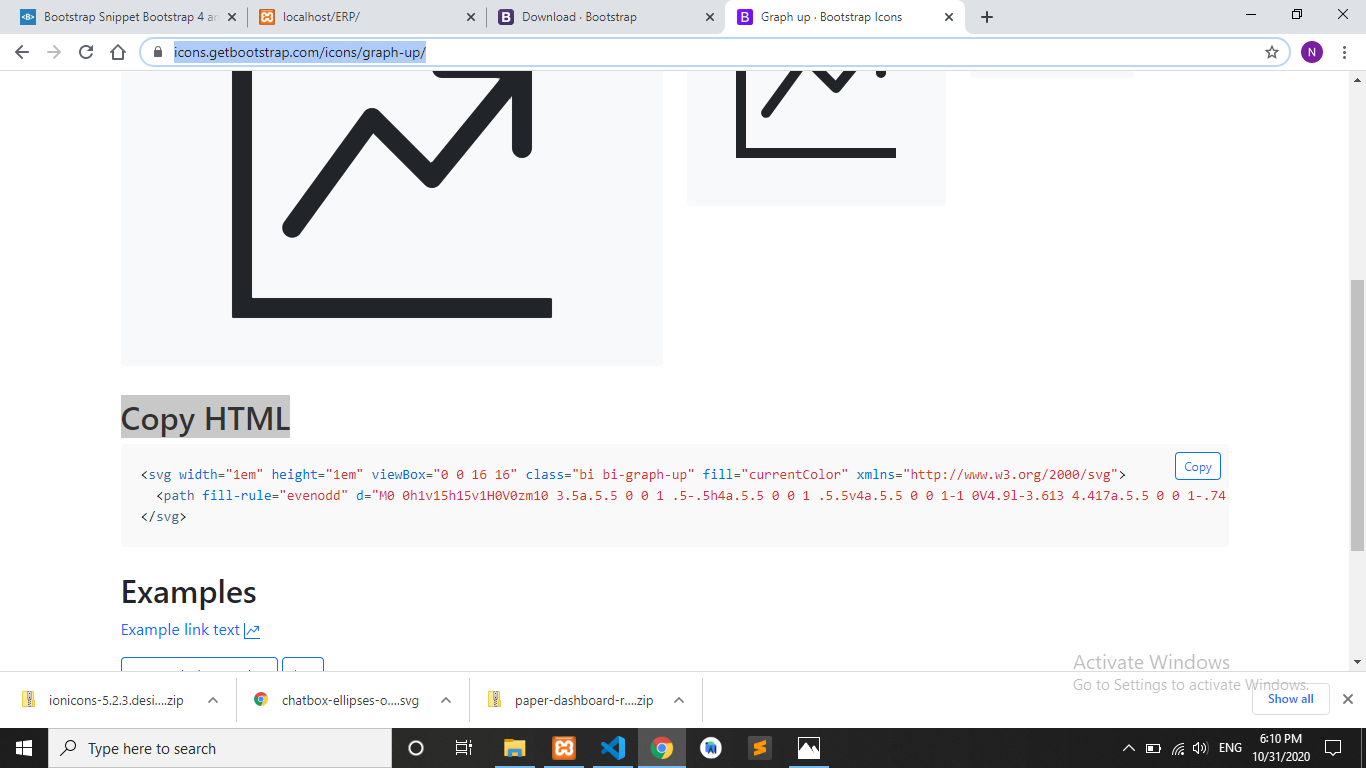 Bootstrap Snippet Bootstrap 4 an
localhost/ERP/
Download · Bootstrap
Graph up · Bootstrap Icons
icons.getbootstrap.com/icons/graph-up/
N
Copy HTML
Copy
<svg width="1em" height="1em" viewBox="0 0 16 16" class="bi bi-graph-up" fill="currentColor" xmlns="http://www.w3.org/2000/svg">
<path fill-rule="evenodd" d="M0 0h1v15h15v1H0V0zm10 3.5a.5.5 0 0 1 .5-.5h4a.5.5 0 0 1 .5.5v4a.5.5 0 0 1-1 0V4.9l-3.613 4.417a.5.5 0 0 1-.74
</svg>
Examples
Example link text
Activate Windows
Go to Settings to activate Windows.
ionicons-5.2.3.desi....zip
chatbox-ellipses-o....svg
paper-dashboard-r....zip
Show all
Type here to search
ENG
6:10 PM
10/31/2020